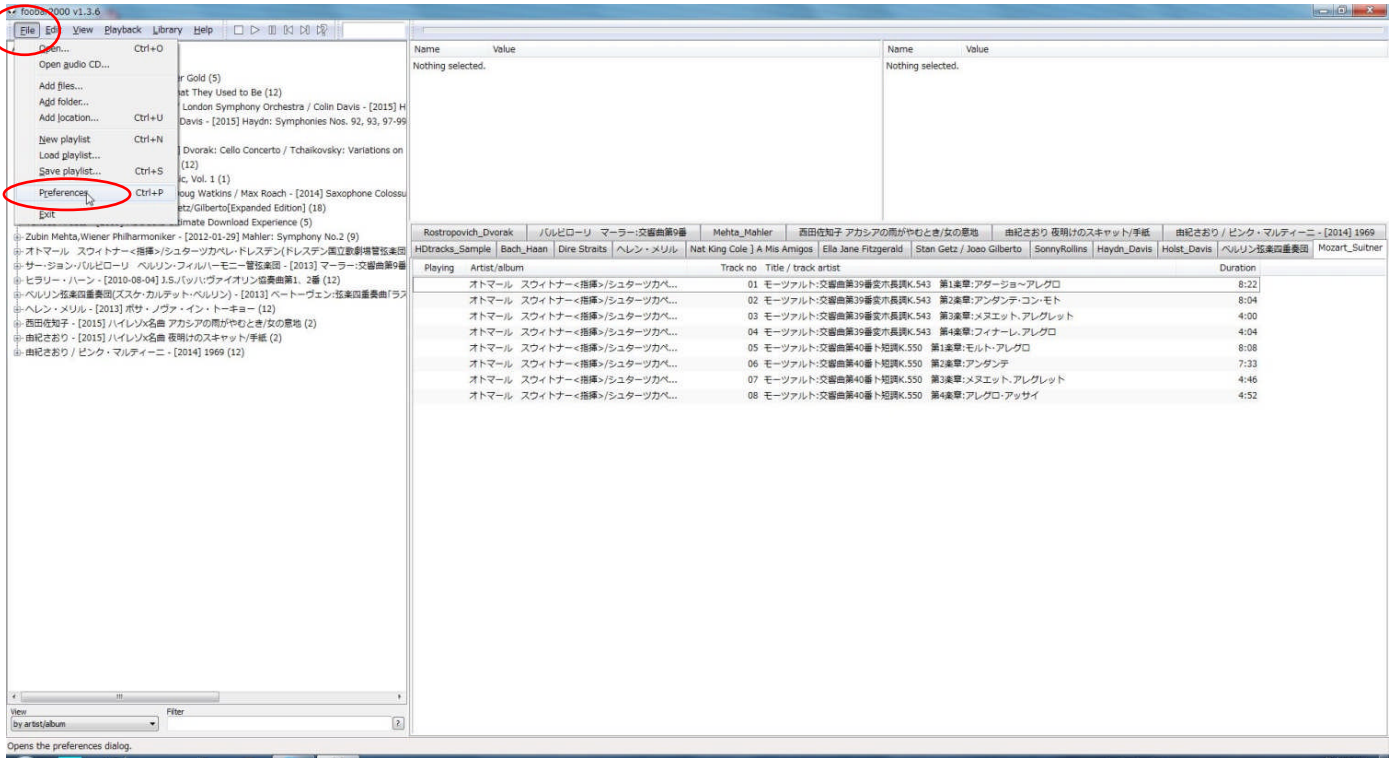 foobar2000 v1.3.6
File Edit View Playback Library Help
Open... Ctrl+O
Open audio CD...
Add files...
Add folder...
Add location... Ctrl+U
New playlist Ctrl+N
Load playlist...
Save playlist... Ctrl+S
Preferences Ctrl+P
Exit
r Gold (5)
at They Used to Be (12)
London Symphony Orchestra / Colin Davis - [2015] H
Davis - [2015] Haydn: Symphonies Nos. 92, 93, 97-99
Dvorak: Cello Concerto / Tchaikovsky: Variations on
(12)
ic, Vol. 1 (1)
oug Watkins / Max Roach - [2014] Saxophone Colossu
etz/Gilberto[Expanded Edition] (18)
timate Download Experience (5)
Zubin Mehta,Wiener Philharmoniker - [2012-01-29] Mahler: Symphony No.2 (9)
オトマール スウィトナー<指揮>/シュターツカペレ・ドレスデン(ドレスデン国立歌劇場管弦楽団
サー・ジョン・バルビローリ ベルリン・フィルハーモニー管弦楽団 - [2013] マーラー:交響曲第9番
ヒラリー・ハーン - [2010-08-04] J.S.バッハ:ヴァイオリン協奏曲第1、2番 (12)
ベルリン弦楽四重奏団(ズスケ・カルテット・ベルリン) - [2013] ベートーヴェン:弦楽四重奏曲「ラス
ヘレン・メリル - [2013] ボサ・ノヴァ・イン・トーキョー (12)
西田佐知子 - [2015] ハイレゾx名曲 アカシアの雨がやむとき/女の意地 (2)
由紀さおり - [2015] ハイレゾx名曲 夜明けのスキャット/手紙 (2)
由紀さおり / ピンク・マルティーニ - [2014] 1969 (12)
View Filter
by artist/album ?
Name Value Name Value
Nothing selected. Nothing selected.
Rostropovich_Dvorak バルビローリ マーラー:交響曲第9番 Mehta_Mahler 西田佐知子 アカシアの雨がやむとき/女の意地 由紀さおり 夜明けのスキャット/手紙 由紀さおり / ピンク・マルティーニ - [2014] 1969
HDtracks_Sample Bach_Haan Dire Straits ヘレン・メリル Nat King Cole ] A Mis Amigos Ella Jane Fitzgerald Stan Getz / Joao Gilberto SonnyRollins Haydn_Davis Holst_Davis ベルリン弦楽四重奏団 Mozart_Suitner
Playing Artist/album Track no Title / track artist Duration
オトマール スウィトナー<指揮>/シュターツカペ... 01 モーツァルト:交響曲第39番変ホ長調K.543 第1楽章:アダージョ～アレグロ 8:22
オトマール スウィトナー<指揮>/シュターツカペ... 02 モーツァルト:交響曲第39番変ホ長調K.543 第2楽章:アンダンテ・コン・モト 8:04
オトマール スウィトナー<指揮>/シュターツカペ... 03 モーツァルト:交響曲第39番変ホ長調K.543 第3楽章:メヌエット、アレグレット 4:00
オトマール スウィトナー<指揮>/シュターツカペ... 04 モーツァルト:交響曲第39番変ホ長調K.543 第4楽章:フィナーレ、アレグロ 4:04
オトマール スウィトナー<指揮>/シュターツカペ... 05 モーツァルト:交響曲第40番ト短調K.550 第1楽章:モルト・アレグロ 8:08
オトマール スウィトナー<指揮>/シュターツカペ... 06 モーツァルト:交響曲第40番ト短調K.550 第2楽章:アンダンテ 7:33
オトマール スウィトナー<指揮>/シュターツカペ... 07 モーツァルト:交響曲第40番ト短調K.550 第3楽章:メヌエット、アレグレット 4:46
オトマール スウィトナー<指揮>/シュターツカペ... 08 モーツァルト:交響曲第40番ト短調K.550 第4楽章:アレグロ・アッサイ 4:52
Opens the preferences dialog.